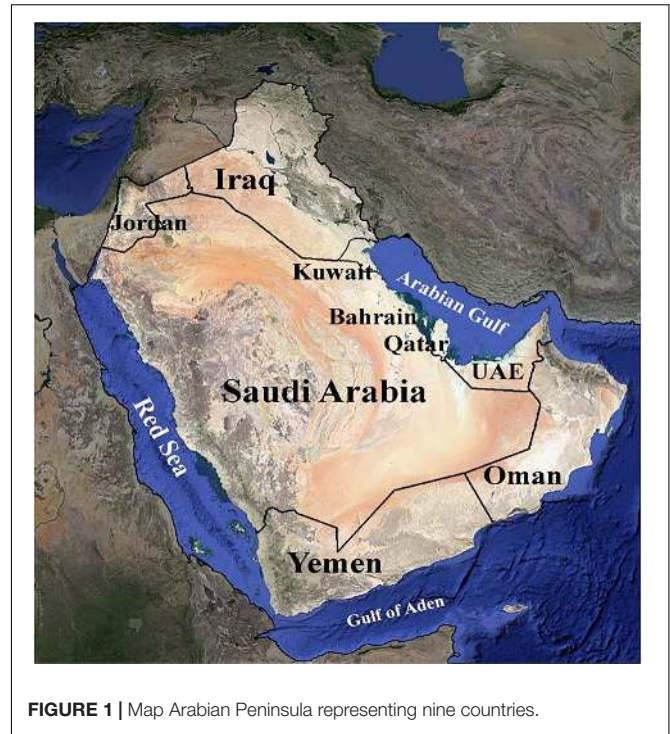 Iraq
Jordan
Kuwait
Arabian Gulf
Bahrain
Qatar
UAE
Saudi Arabia
Red Sea
Oman
Yemen
Gulf of Aden
FIGURE 1 | Map Arabian Peninsula representing nine countries.